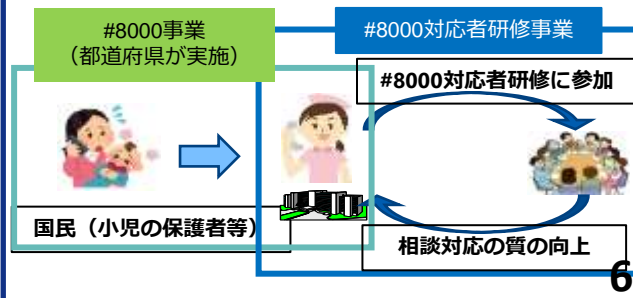 #8000事業
（都道府県が実施）
#8000対応者研修事業
#8000対応者研修に参加
国民（小児の保護者等）
相談対応の質の向上
6